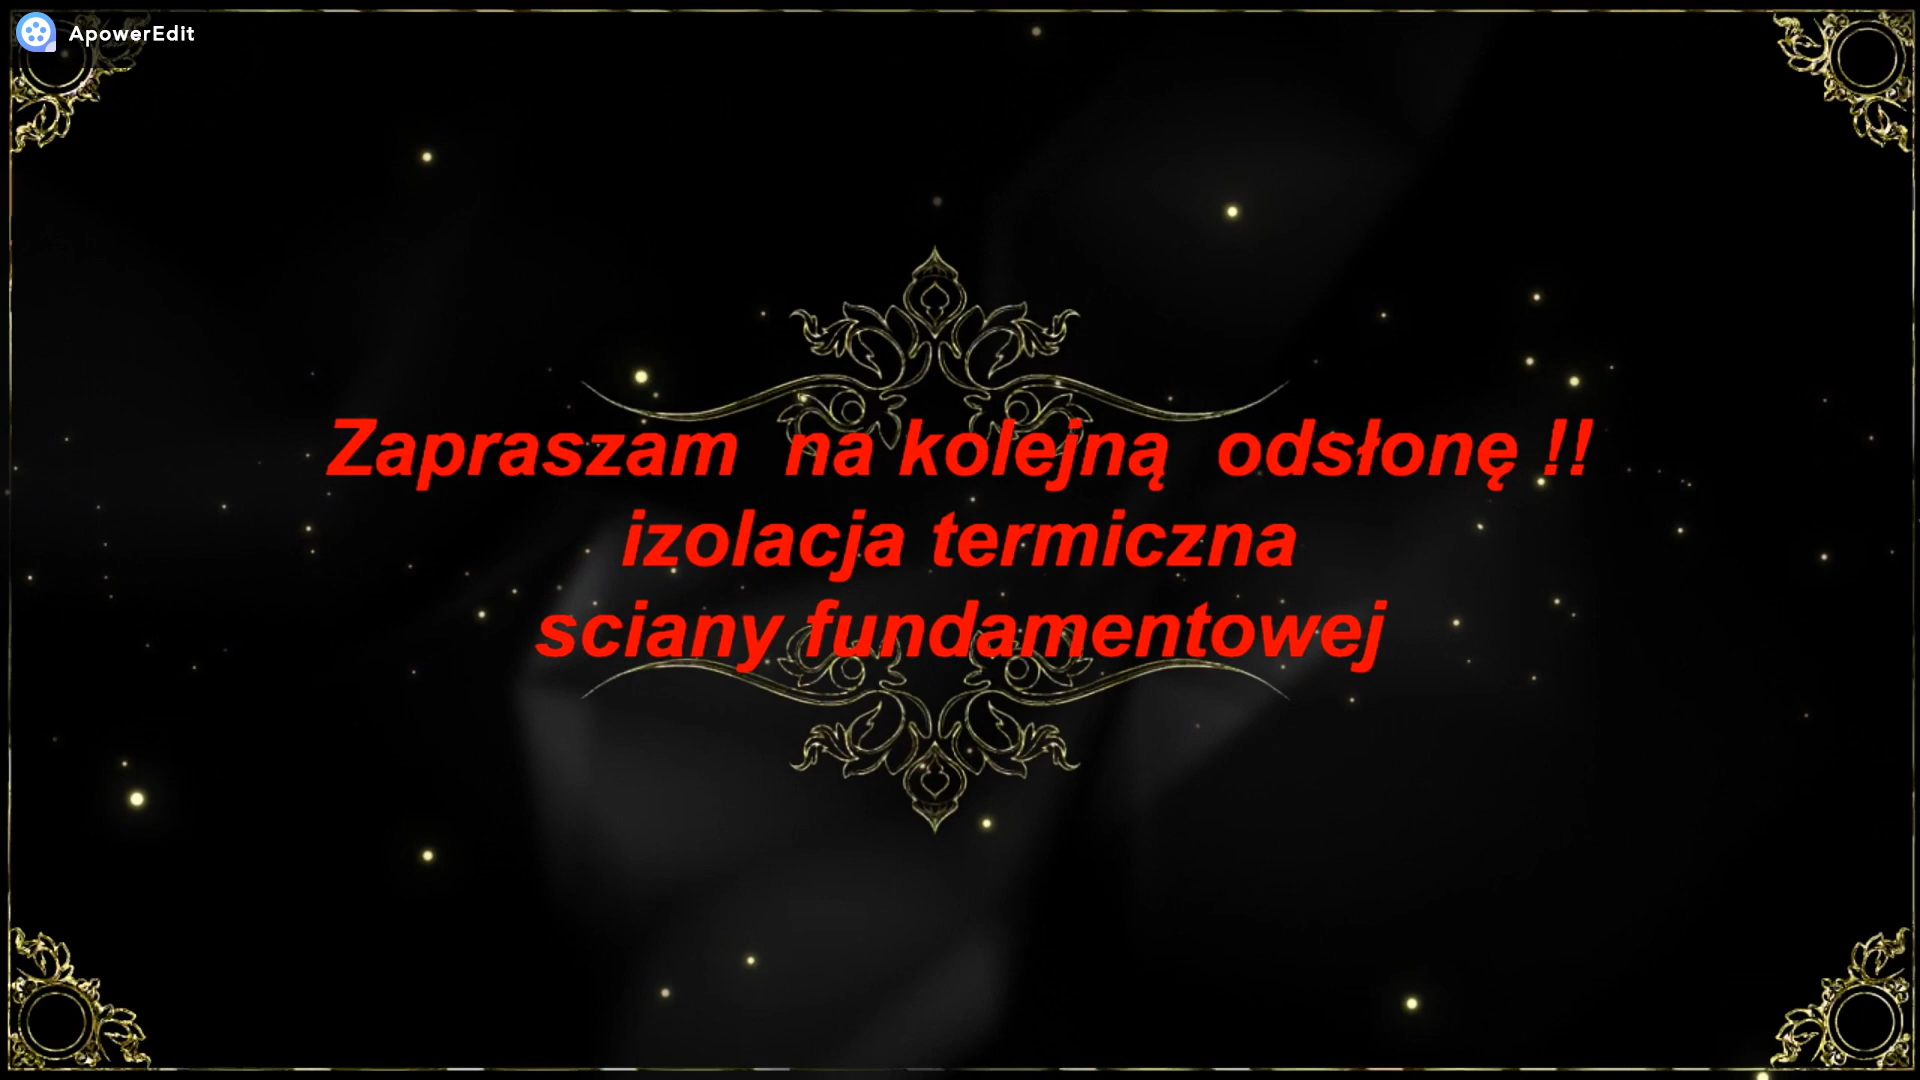 ApowerEdit
Zapraszam na kolejną odsłonę !!
izolacja termiczna
sciany fundamentowej